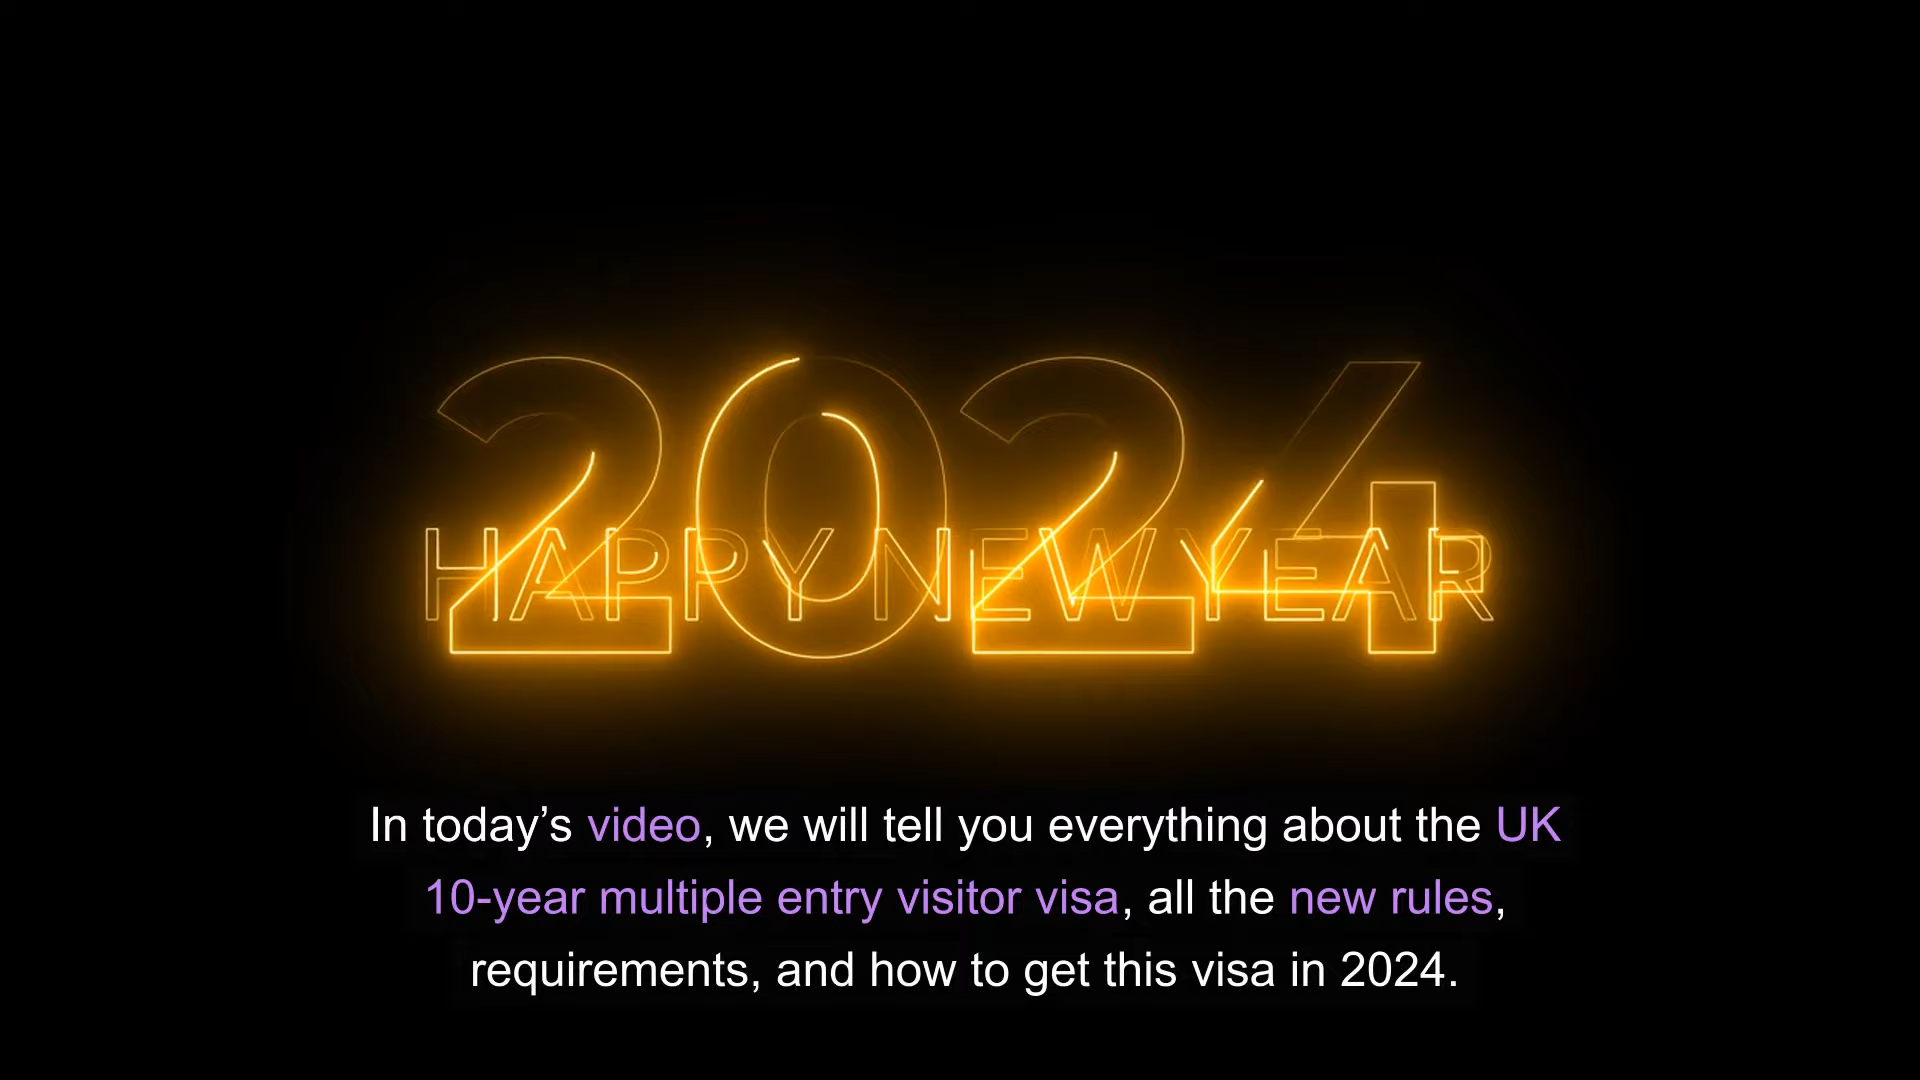 2024
HAPPY NEW YEAR
In today’s video, we will tell you everything about the UK
10-year multiple entry visitor visa, all the new rules,
requirements, and how to get this visa in 2024.